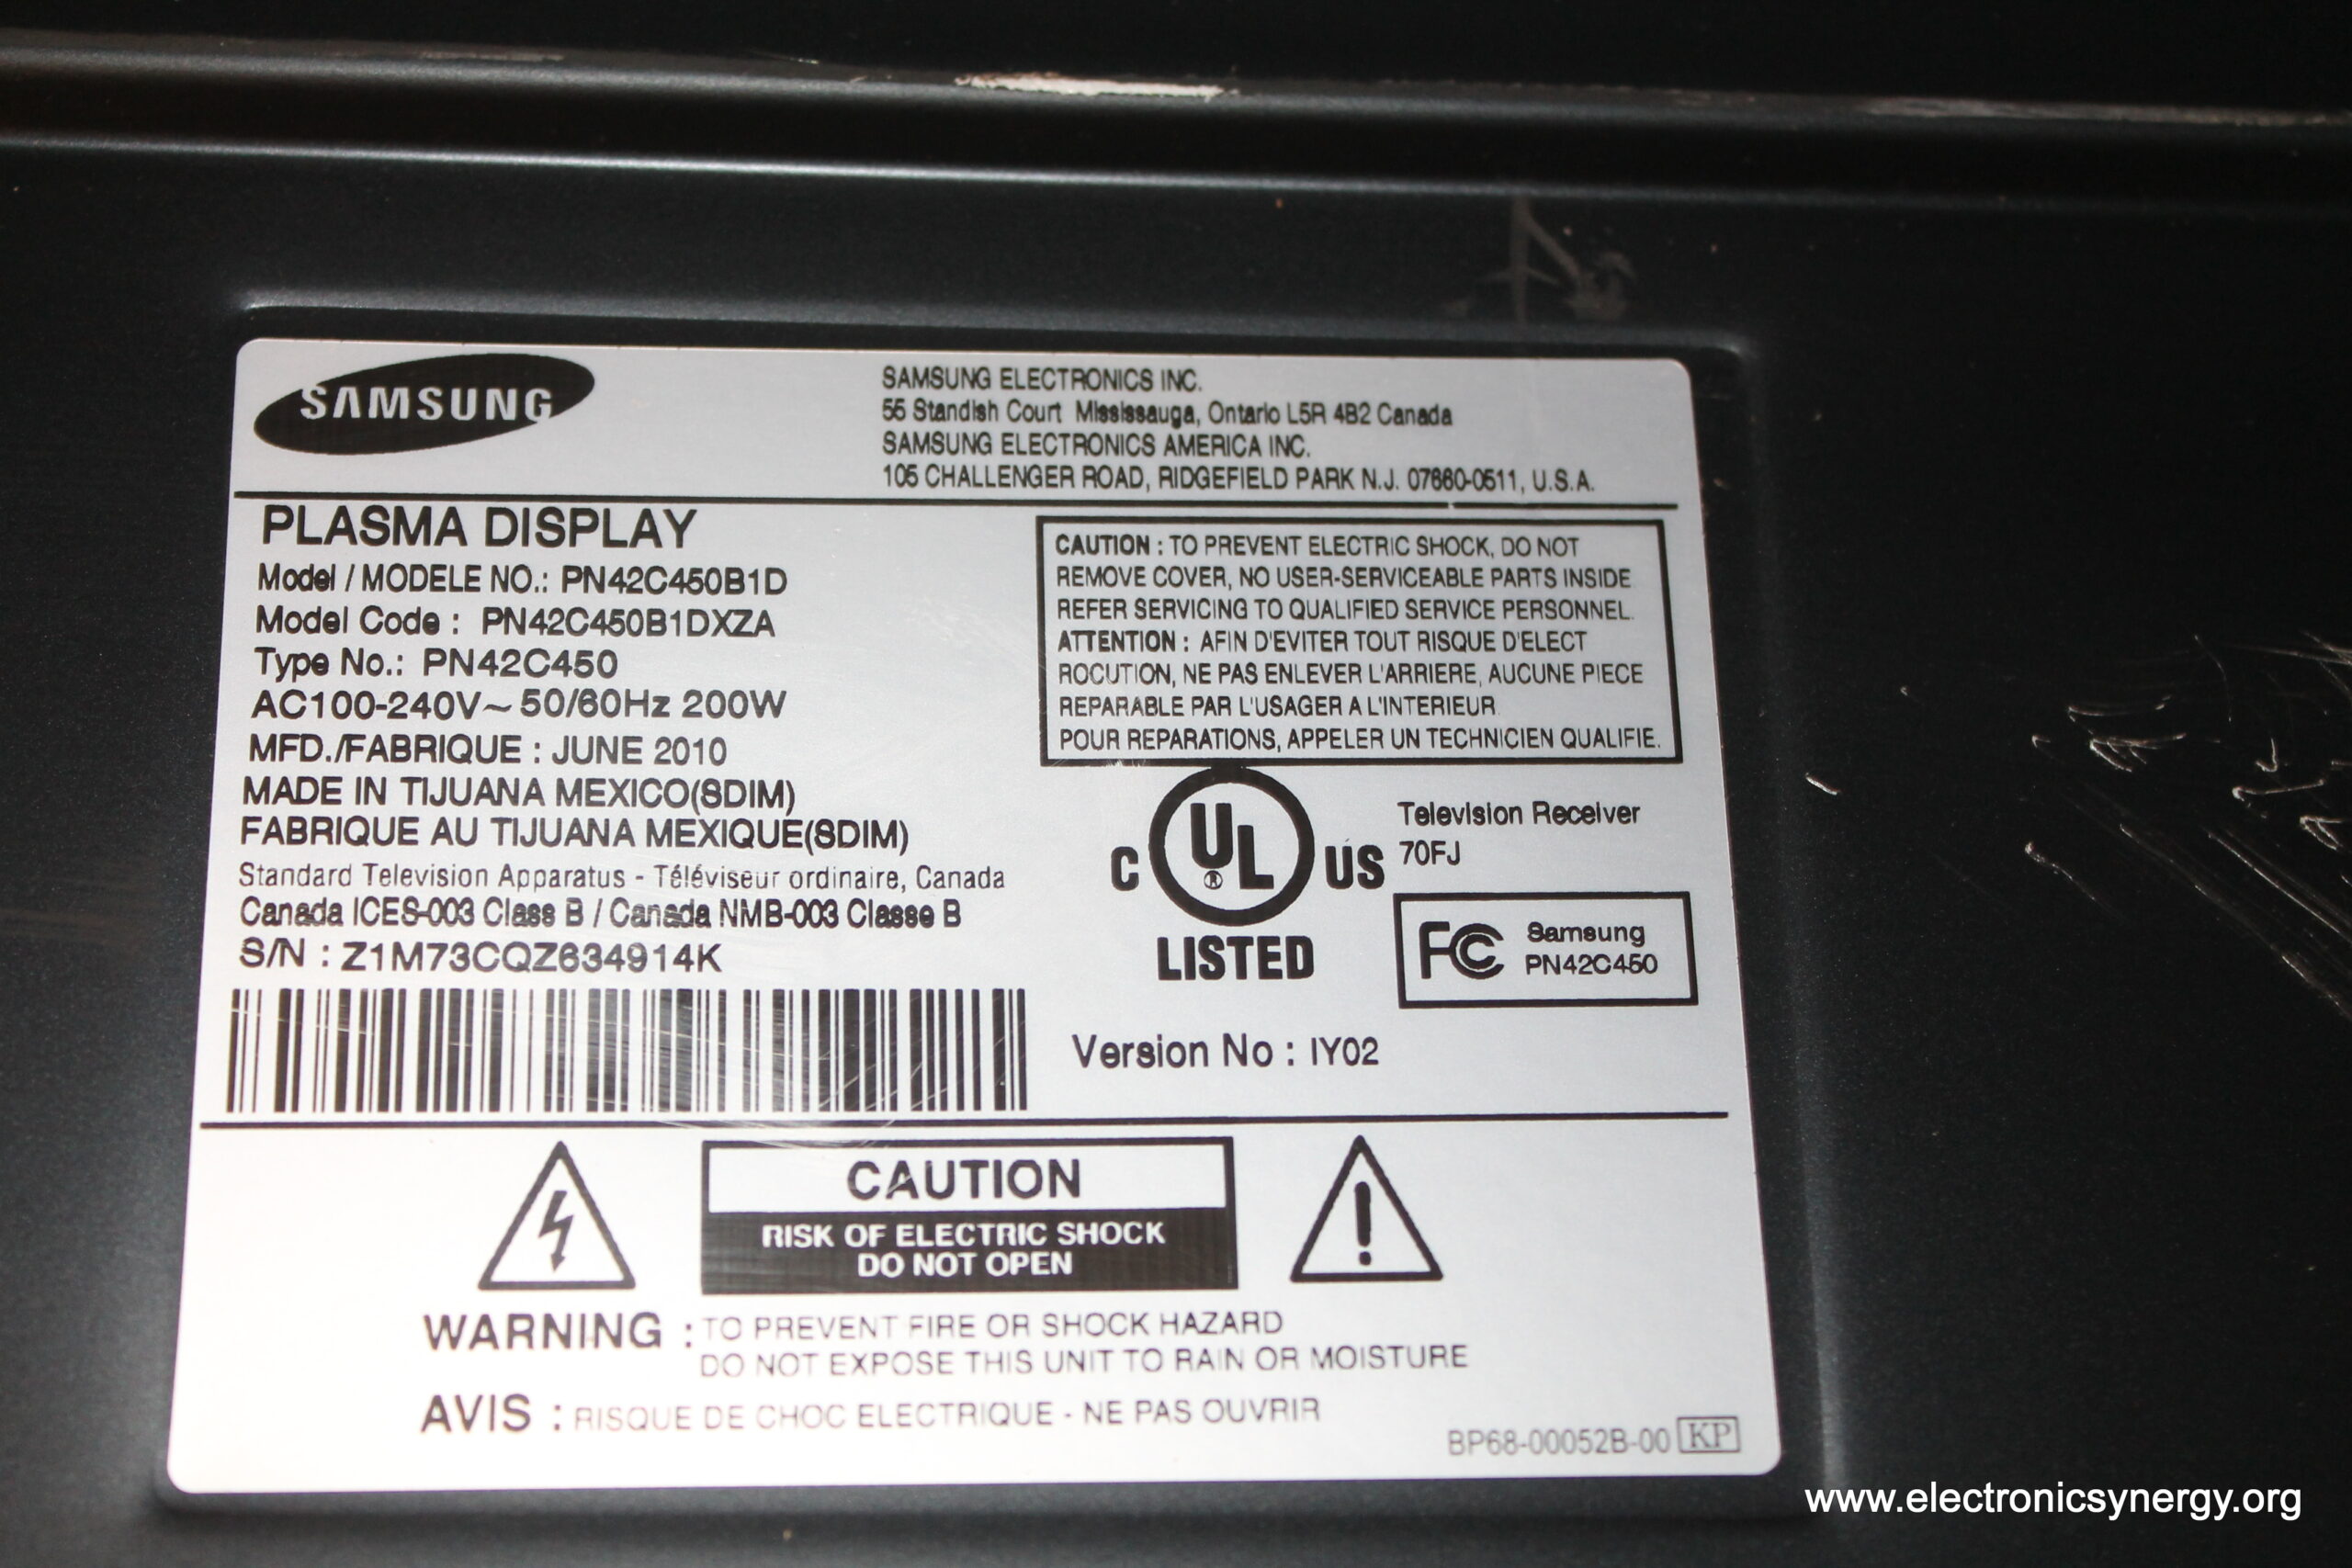 SAMSUNG
SAMSUNG ELECTRONICS INC.
55 Standish Court Mississauga, Ontario L5R 4B2 Canada
SAMSUNG ELECTRONICS AMERICA INC.
105 CHALLENGER ROAD, RIDGEFIELD PARK N.J. 07660-0511, U.S.A.
PLASMA DISPLAY
Model / MODELE NO.: PN42C450B1D
Model Code : PN42C450B1DXZA
Type No.: PN42C450
AC100-240V~ 50/60Hz 200W
MFD./FABRIQUE : JUNE 2010
MADE IN TIJUANA MEXICO(SDIM)
FABRIQUE AU TIJUANA MEXIQUE(SDIM)
Standard Television Apparatus - Téléviseur ordinaire, Canada
Canada ICES-003 Class B / Canada NMB-003 Classe B
S/N : Z1M73CQZ634914K
CAUTION : TO PREVENT ELECTRIC SHOCK, DO NOT
REMOVE COVER, NO USER-SERVICEABLE PARTS INSIDE
REFER SERVICING TO QUALIFIED SERVICE PERSONNEL.
ATTENTION : AFIN D'EVITER TOUT RISQUE D'ELECT
ROCUTION, NE PAS ENLEVER L'ARRIERE, AUCUNE PIECE
REPARABLE PAR L'USAGER A L'INTERIEUR
POUR REPARATIONS, APPELER UN TECHNICIEN QUALIFIE.
C UL ® US
LISTED
Television Receiver
70FJ
FC Samsung
PN42C450
Version No : IY02
CAUTION
RISK OF ELECTRIC SHOCK
DO NOT OPEN
WARNING : TO PREVENT FIRE OR SHOCK HAZARD
DO NOT EXPOSE THIS UNIT TO RAIN OR MOISTURE
AVIS : RISQUE DE CHOC ELECTRIQUE - NE PAS OUVRIR
BP68-00052B-00 KP
www.electronicsynergy.org